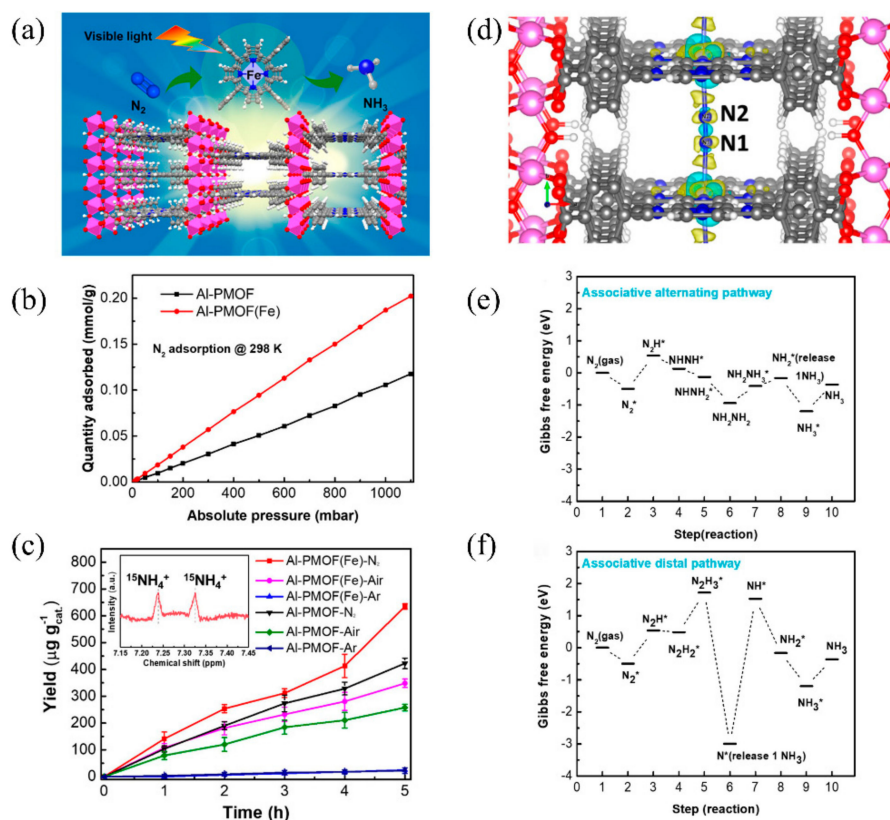 (a)
Visible light
Fe
N₂
NH₃
(b)
Quantity adsorbed (mmol/g)
0.20
0.15
0.10
0.05
0.00
Al-PMOF
Al-PMOF(Fe)
N₂ adsorption @ 298 K
200 400 600 800 1000
Absolute pressure (mbar)
(c)
Yield (μg g⁻¹cat.)
800
700
600
500
400
300
200
100
0
Intensity (a.u.)
¹⁵NH₄⁺ ¹⁵NH₄⁺
7.15 7.20 7.25 7.30 7.35 7.40 7.45
Chemical shift (ppm)
Al-PMOF(Fe)-N₂
Al-PMOF(Fe)-Air
Al-PMOF(Fe)-Ar
Al-PMOF-N₂
Al-PMOF-Air
Al-PMOF-Ar
0 1 2 3 4 5
Time (h)
(d)
N2
N1
(e)
Gibbs free energy (eV)
3
2
1
0
-1
-2
-3
-4
Associative alternating pathway
N₂(gas)
N₂*
N₂H*
NHNH*
NHNH₂*
NH₂NH₂
NH₂NH₃*
NH₂*(release
1NH₃)
NH₃*
NH₃
0 1 2 3 4 5 6 7 8 9 10
Step(reaction)
(f)
Gibbs free energy (eV)
3
2
1
0
-1
-2
-3
-4
Associative distal pathway
N₂(gas)
N₂*
N₂H*
N₂H₂*
N₂H₃*
N*(release 1 NH₃)
NH*
NH₂*
NH₃*
NH₃
0 1 2 3 4 5 6 7 8 9 10
Step (reaction)